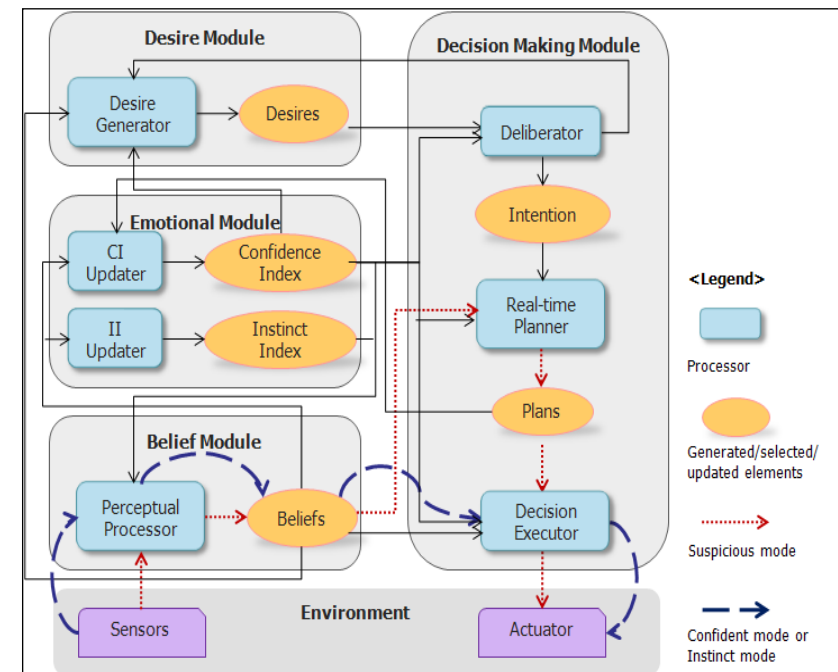 Desire Module
Desire
Generator
Desires
Emotional Module
CI
Updater
Confidence
Index
II
Updater
Instinct
Index
Belief Module
Perceptual
Processor
Beliefs
Decision Making Module
Deliberator
Intention
Real-time
Planner
Plans
Decision
Executor
Environment
Sensors
Actuator
<Legend>
Processor
Generated/selected/
updated elements
Suspicious mode
Confident mode or
Instinct mode